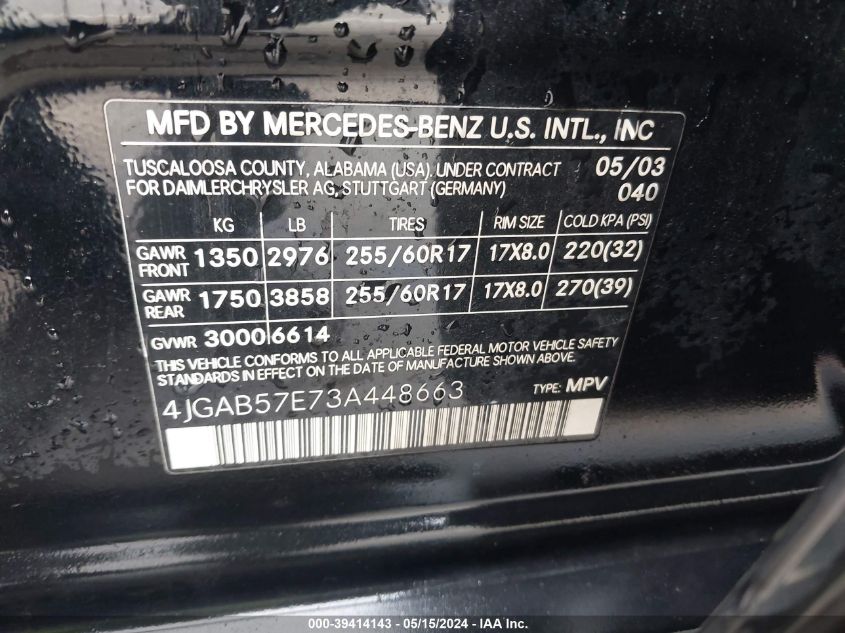 MFD BY MERCEDES-BENZ U.S. INTL., INC
TUSCALOOSA COUNTY, ALABAMA (USA), UNDER CONTRACT 05/03
FOR DAIMLERCHRYSLER AG, STUTTGART (GERMANY) 040
KG LB TIRES RIM SIZE COLD KPA (PSI)
GAWR FRONT 1350 2976 255/60R17 17X8.0 220(32)
GAWR REAR 1750 3858 255/60R17 17X8.0 270(39)
GVWR 3000 6614
THIS VEHICLE CONFORMS TO ALL APPLICABLE FEDERAL MOTOR VEHICLE SAFETY
AND BUMPER STANDARDS IN EFFECT ON THE DATE OF MANUFACTURE SHOWN ABOVE.
4JGAB57E73A448663 TYPE: MPV
000-39414143 - 05/15/2024 - IAA Inc.